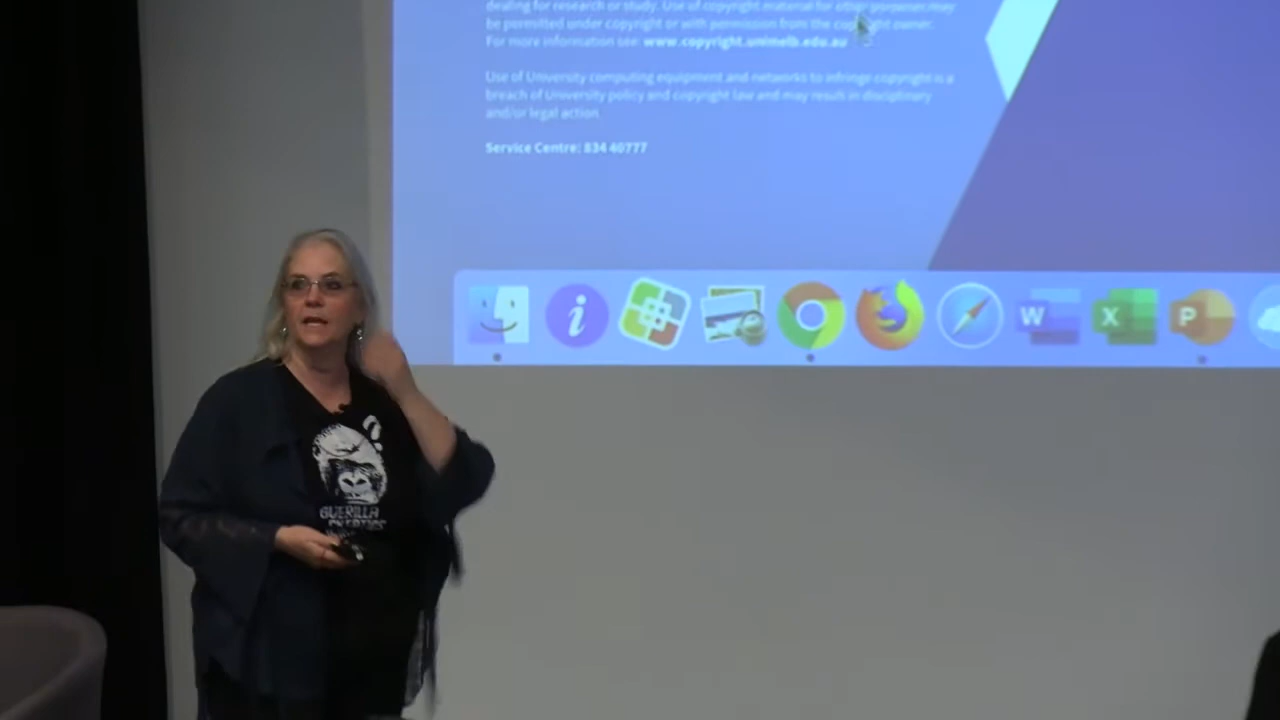 dealing for research or study. Use of copyright material for other purposes may
be permitted under copyright or with permission from the copyright owner.
For more information see: www.copyright.unimelb.edu.au
Use of University computing equipment and networks to infringe copyright is a
breach of University policy and copyright law and may result in disciplinary
and/or legal action.
Service Centre: 834 40777
i
W
X
P
?
GUERILLA
SKEPTICS